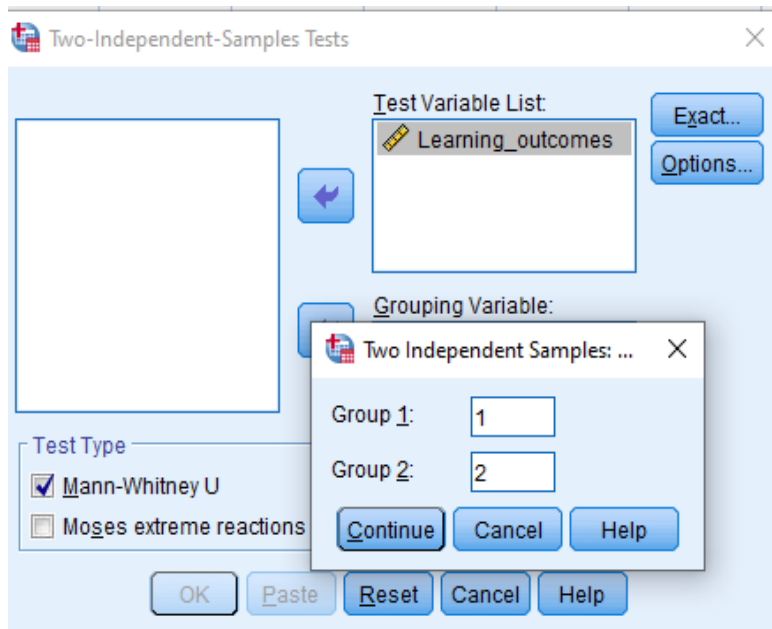 Two-Independent-Samples Tests
Test Variable List:
Learning_outcomes
Exact...
Options...
Grouping Variable:
Two Independent Samples: ...
Group 1:
1
Group 2:
2
Continue Cancel Help
Test Type
Mann-Whitney U
Moses extreme reactions
OK Paste Reset Cancel Help